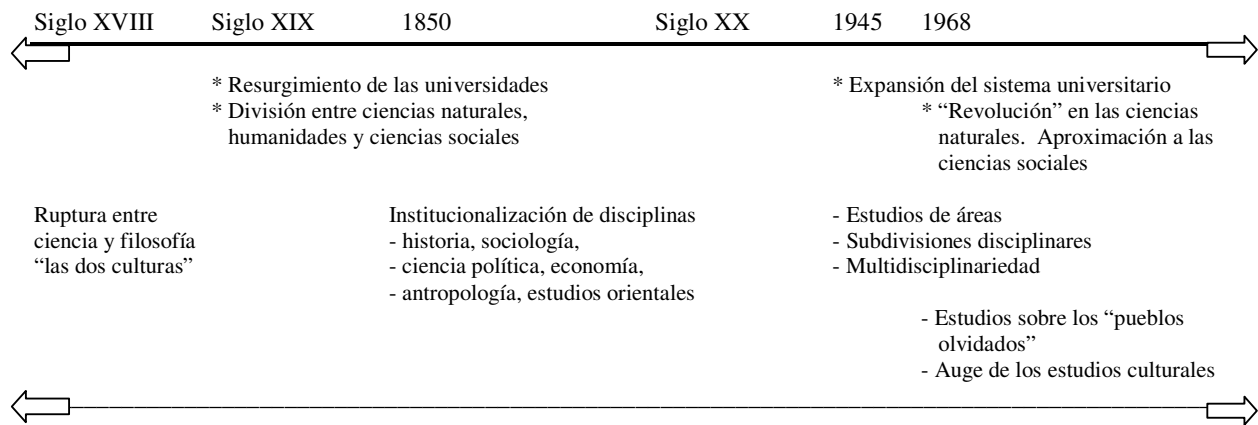 Siglo XVIII Siglo XIX 1850 Siglo XX 1945 1968
* Resurgimiento de las universidades
* División entre ciencias naturales,
humanidades y ciencias sociales
* Expansión del sistema universitario
* “Revolución” en las ciencias
naturales. Aproximación a las
ciencias sociales
Ruptura entre
ciencia y filosofía
“las dos culturas”
Institucionalización de disciplinas
- historia, sociología,
- ciencia política, economía,
- antropología, estudios orientales
- Estudios de áreas
- Subdivisiones disciplinares
- Multidisciplinariedad
- Estudios sobre los “pueblos
olvidados”
- Auge de los estudios culturales